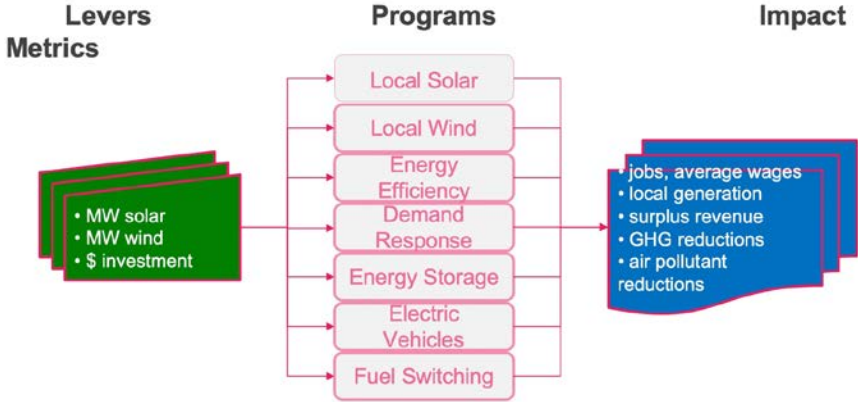 Levers
Programs
Impact
Metrics
• MW solar
• MW wind
• $ investment
Local Solar
Local Wind
Energy
Efficiency
Demand
Response
Energy Storage
Electric
Vehicles
Fuel Switching
• jobs, average wages
• local generation
• surplus revenue
• GHG reductions
• air pollutant
reductions